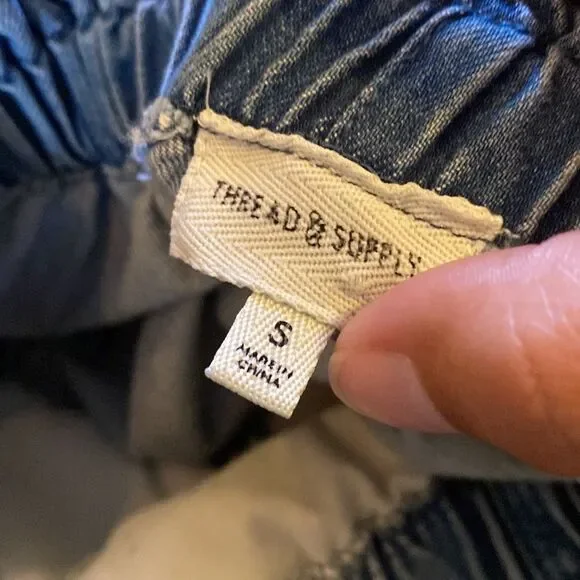 THREAD & SUPPLY
S
MADE IN
CHINA